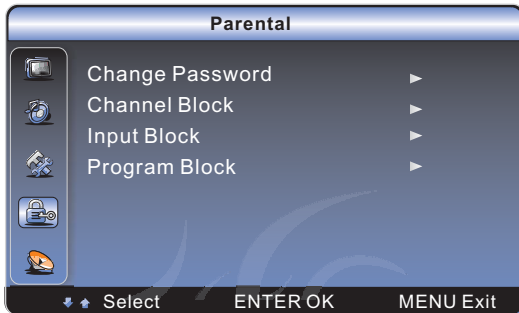 Parental
Change Password
Channel Block
Input Block
Program Block
Select ENTER OK MENU Exit